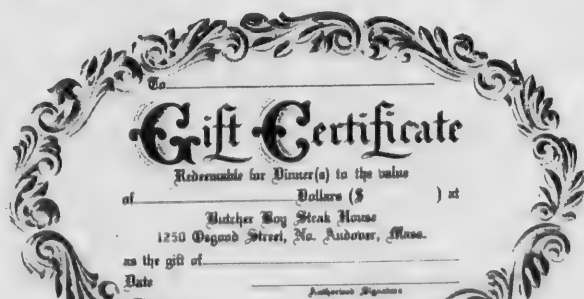 To
Gift Certificate
Redeemable for Dinner(s) to the value
of Dollars ($ ) at
Butcher Boy Steak House
1250 Osgood Street, No. Andover, Mass.
as the gift of
Date
Authorized Signature